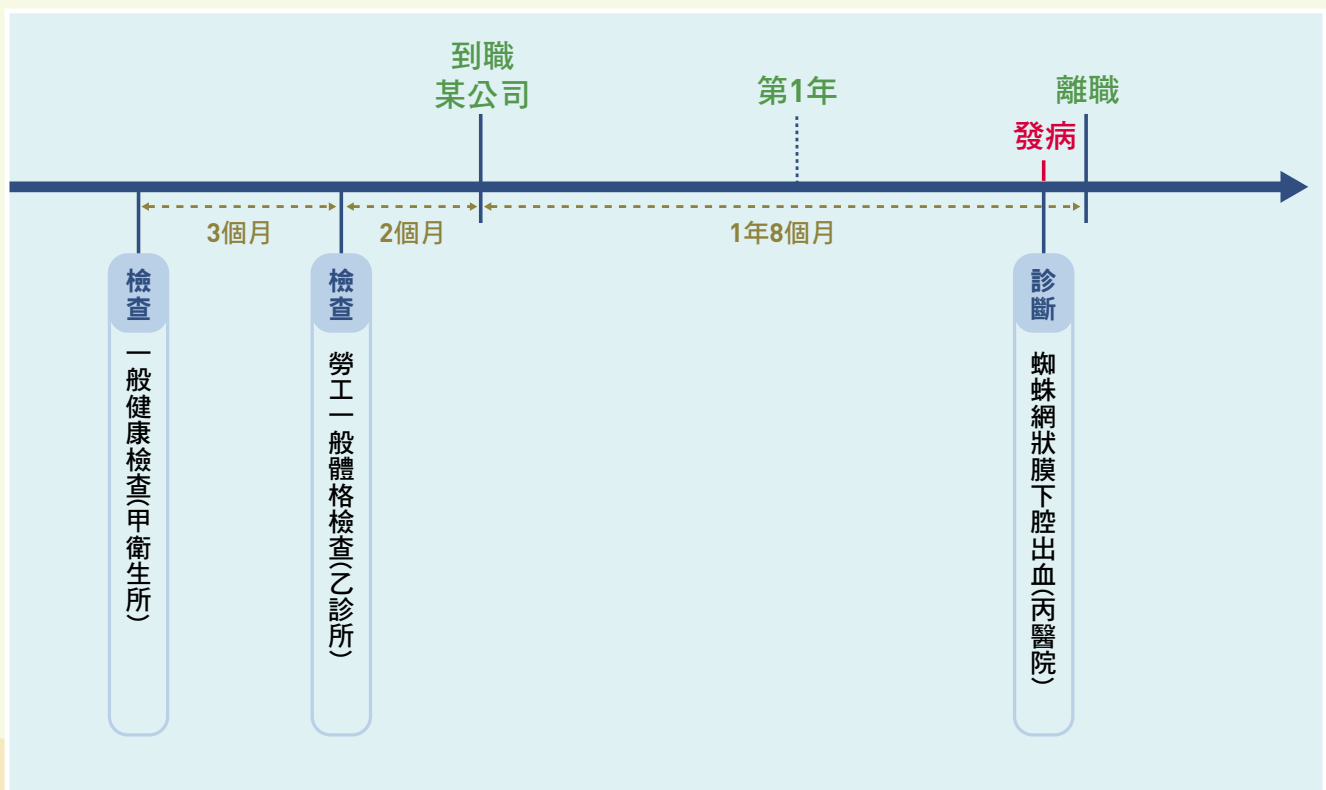 到職
某公司
第1年
離職
發病
3個月
2個月
1年8個月
檢查
一般健康檢查(甲衛生所)
檢查
勞工一般體格檢查(乙診所)
診斷
蜘蛛網狀膜下腔出血(丙醫院)